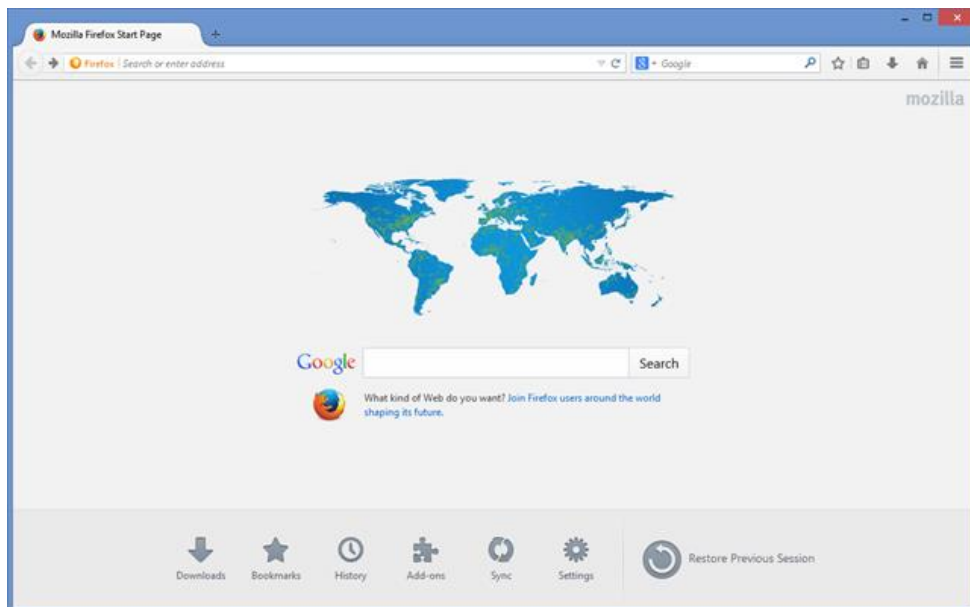 Mozilla Firefox Start Page
Firefox Search or enter address
Google
mozilla
Google
Search
What kind of Web do you want? Join Firefox users around the world
shaping its future.
Downloads
Bookmarks
History
Add-ons
Sync
Settings
Restore Previous Session